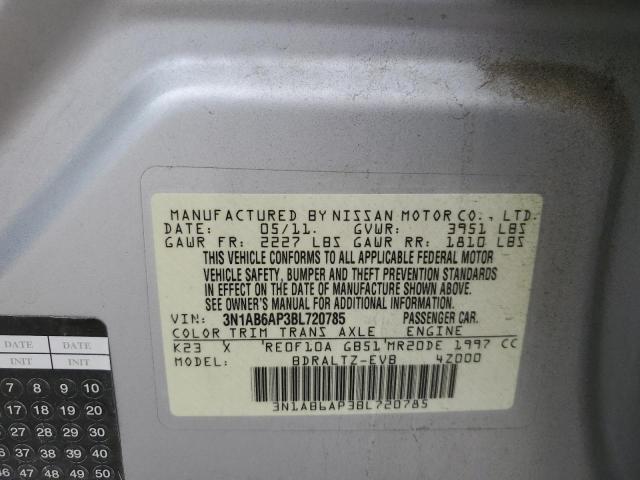 MANUFACTURED BY NISSAN MOTOR CO., LTD.
DATE: 05/11. GVWR: 3951 LBS
GAWR FR: 2227 LBS GAWR RR: 1810 LBS
THIS VEHICLE CONFORMS TO ALL APPLICABLE FEDERAL MOTOR
VEHICLE SAFETY, BUMPER AND THEFT PREVENTION STANDARDS
IN EFFECT ON THE DATE OF MANUFACTURE SHOWN ABOVE.
SEE OWNER'S MANUAL FOR ADDITIONAL INFORMATION.
VIN: 3N1AB6AP3BL720785 PASSENGER CAR.
COLOR TRIM TRANS AXLE ENGINE
K23 X RE0F10A GB51 MR20DE 1997 CC
MODEL: BDRALTZ-EVB 4Z000
3N1AB6AP3BL720785
DATE DATE
7 8 9 10
17 18 19 20
27 28 29 30
37 38 39 40
46 47 48 49 50